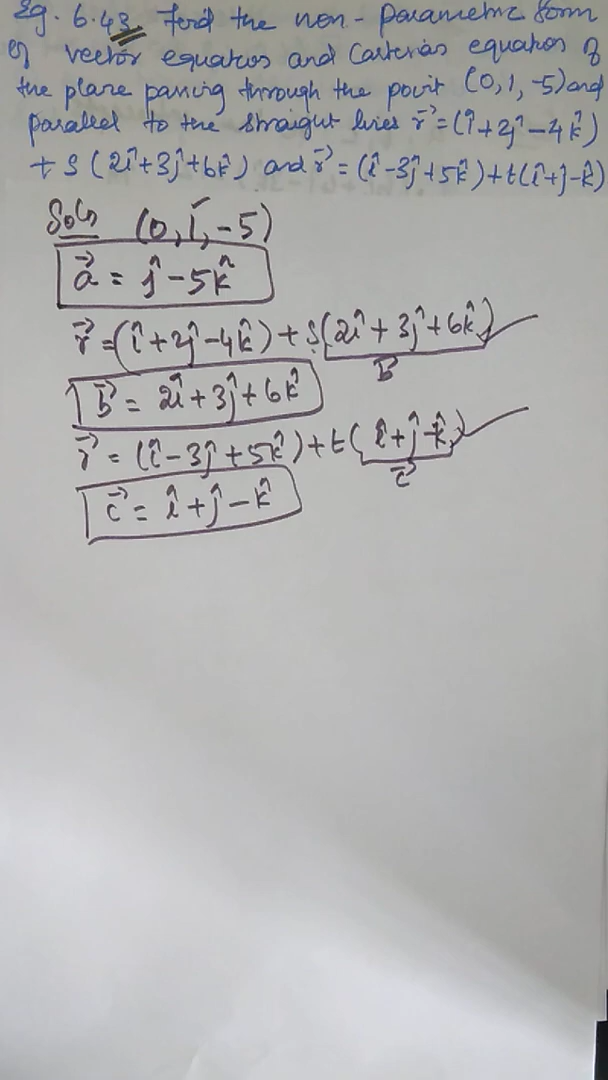 Eg. 6.43. Find the non-parametric form
of vector equation and Cartesian equation of
the plane passing through the point (0, 1, -5) and
parallel to the straight lines r⃗ = (î + 2ĵ - 4k̂)
+ s(2î + 3ĵ + 6k̂) and r⃗ = (î - 3ĵ + 5k̂) + t(î + ĵ - k̂)
Soln (0, 1, -5)
a⃗ = ĵ - 5k̂
r⃗ = (î + 2ĵ - 4k̂) + s(2î + 3ĵ + 6k̂)
b⃗
b⃗ = 2î + 3ĵ + 6k̂
r⃗ = (î - 3ĵ + 5k̂) + t(î + ĵ - k̂)
c⃗
c⃗ = î + ĵ - k̂